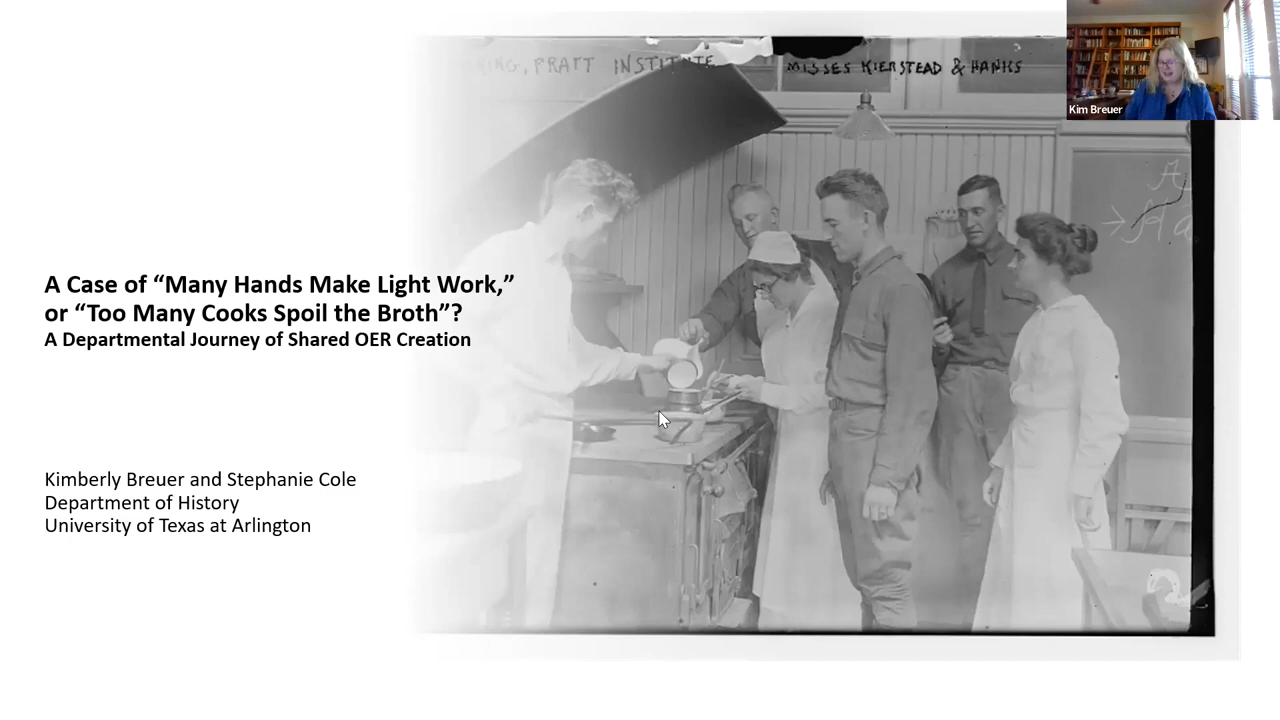 PRATT INSTITUTE
MISSES KIERSTEAD & HANKS
Kim Breuer
A Case of “Many Hands Make Light Work,”
or “Too Many Cooks Spoil the Broth”?
A Departmental Journey of Shared OER Creation
Kimberly Breuer and Stephanie Cole
Department of History
University of Texas at Arlington